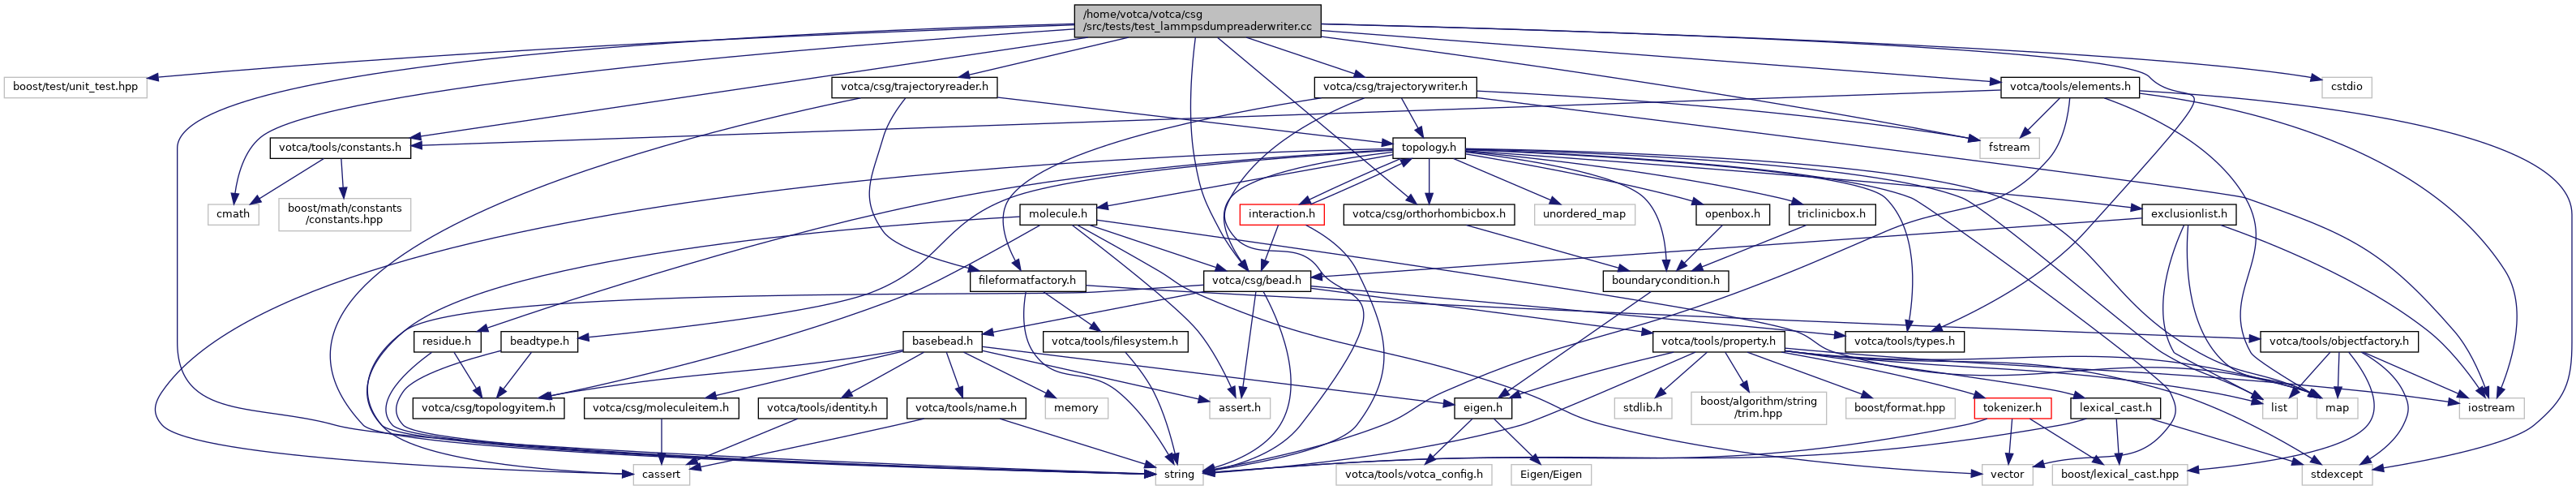 /home/votca/votca/csg
/src/tests/test_lammpsdumpreaderwriter.cc
boost/test/unit_test.hpp
votca/csg/trajectoryreader.h
votca/csg/trajectorywriter.h
votca/tools/elements.h
cstdio
votca/tools/constants.h
topology.h
fstream
cmath
boost/math/constants
/constants.hpp
molecule.h
interaction.h
votca/csg/orthorhombicbox.h
unordered_map
openbox.h
triclinicbox.h
exclusionlist.h
fileformatfactory.h
votca/csg/bead.h
boundarycondition.h
residue.h
beadtype.h
basebead.h
votca/tools/filesystem.h
votca/tools/property.h
votca/tools/types.h
votca/tools/objectfactory.h
votca/csg/topologyitem.h
votca/csg/moleculeitem.h
votca/tools/identity.h
votca/tools/name.h
memory
assert.h
eigen.h
stdlib.h
boost/algorithm/string
/trim.hpp
boost/format.hpp
tokenizer.h
lexical_cast.h
list
map
iostream
cassert
string
votca/tools/votca_config.h
Eigen/Eigen
vector
boost/lexical_cast.hpp
stdexcept